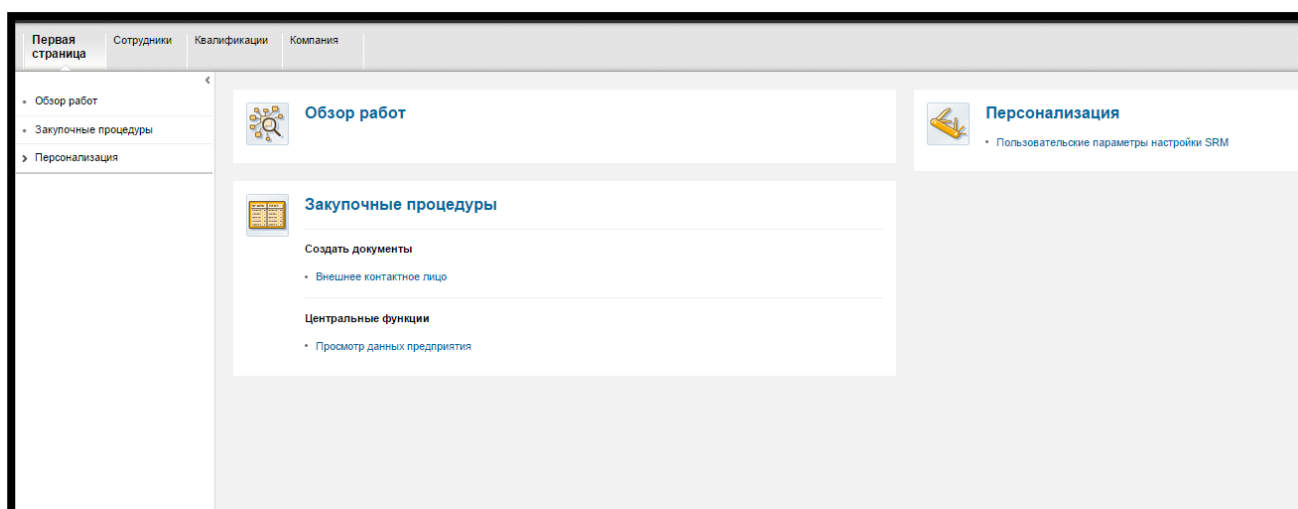 Первая
страница
Сотрудники
Квалификации
Компания
Обзор работ
Закупочные процедуры
Персонализация
Обзор работ
Закупочные процедуры
Создать документы
Внешнее контактное лицо
Центральные функции
Просмотр данных предприятия
Персонализация
Пользовательские параметры настройки SRM